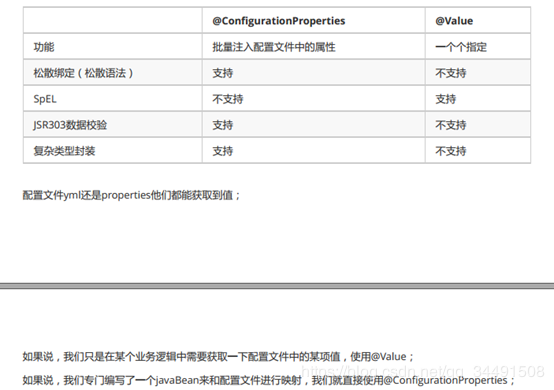 @ConfigurationProperties @Value
功能 批量注入配置文件中的属性 一个个指定
松散绑定（松散语法） 支持 不支持
SpEL 不支持 支持
JSR303数据校验 支持 不支持
复杂类型封装 支持 不支持
配置文件yml还是properties他们都能获取到值；
如果说，我们只是在某个业务逻辑中需要获取一下配置文件中的某项值，使用@Value；
https://blog.csdn.net/qq_34491508
如果说，我们专门编写了一个javaBean来和配置文件进行映射，我们就直接使用@ConfigurationProperties；